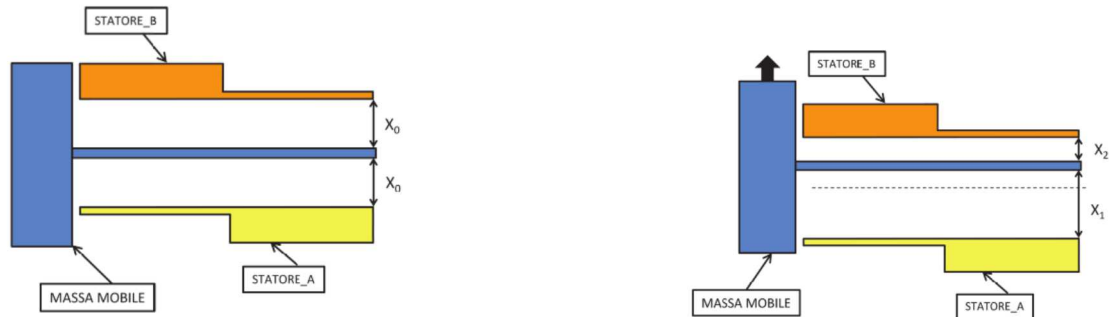 STATORE_B
X₀
X₀
STATORE_A
MASSA MOBILE
STATORE_B
X₂
X₁
MASSA MOBILE
STATORE_A